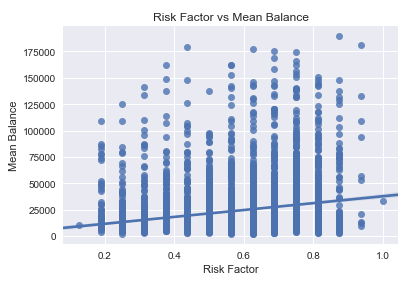 Risk Factor vs Mean Balance
175000
150000
125000
100000
75000
50000
25000
0
Mean Balance
0.2 0.4 0.6 0.8 1.0
Risk Factor